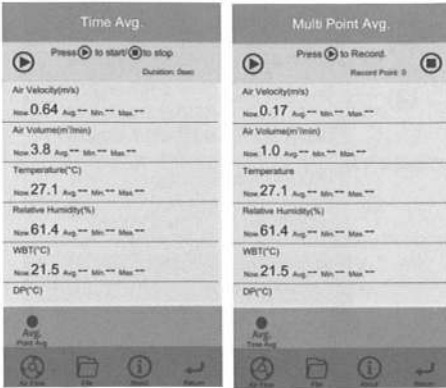 Time Avg.
Press to start/ to stop
Duration: 0sec
Air Velocity(m/s)
Now. 0.64 Avg. -- Min. -- Max. --
Air Volume(m³/min)
Now. 3.8 Avg. -- Min. -- Max. --
Temperature(°C)
Now. 27.1 Avg. -- Min. -- Max. --
Relative Humidity(%)
Now. 61.4 Avg. -- Min. -- Max. --
WBT(°C)
Now. 21.5 Avg. -- Min. -- Max. --
DP(°C)
Avg.
Point Avg
Air Flow File About Return
Multi Point Avg.
Press to Record.
Record Point: 0
Air Velocity(m/s)
Now. 0.17 Avg. -- Min. -- Max. --
Air Volume(m³/min)
Now. 1.0 Avg. -- Min. -- Max. --
Temperature
Now. 27.1 Avg. -- Min. -- Max. --
Relative Humidity(%)
Now. 61.4 Avg. -- Min. -- Max. --
WBT(°C)
Now. 21.5 Avg. -- Min. -- Max. --
DP(°C)
Avg.
Time Avg
Air Flow File About Return